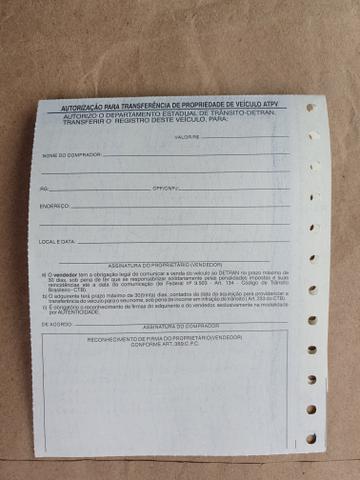 AUTORIZAÇÃO PARA TRANSFERÊNCIA DE PROPRIEDADE DE VEÍCULO ATPV
AUTORIZO O DEPARTAMENTO ESTADUAL DE TRÂNSITO-DETRAN,
TRANSFERIR O REGISTRO DESTE VEÍCULO, PARA:
VALOR R$
NOME DO COMPRADOR:
RG: CPF/CNPJ:
ENDEREÇO:
LOCAL E DATA:
ASSINATURA DO PROPRIETÁRIO (VENDEDOR)
a) O vendedor tem a obrigação legal de comunicar a venda do veículo ao DETRAN no prazo máximo de
30 dias, sob pena de ter que se responsabilizar solidariamente pelas penalidades impostas e suas
reincidências até a data da comunicação (lei Federal nº 9.503 - Art. 134 - Código de Trânsito
Brasileiro - CTB).
b) O adquirente terá prazo máximo de 30 (trinta) dias, contados da data da aquisição para providenciar a
transferência do veículo para o seu nome, sob pena de incorrer em infração de trânsito (Art. 233 do CTB).
c) É obrigatório o reconhecimento de firmas do adquirente e do vendedor, exclusivamente na modalidade
por AUTENTICIDADE.
DE ACORDO:
ASSINATURA DO COMPRADOR
RECONHECIMENTO DE FIRMA DO PROPRIETÁRIO (VENDEDOR)
CONFORME ART. 369 C.P.C.